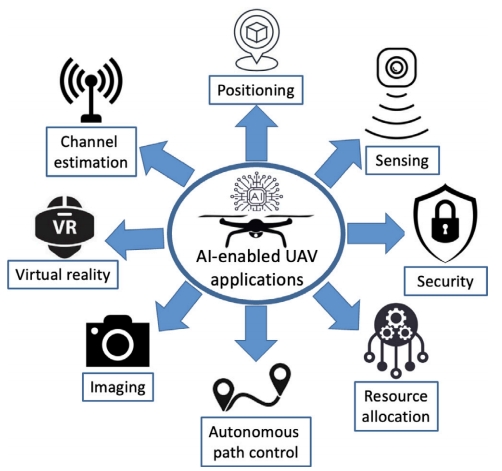 Positioning
Channel
estimation
Sensing
AI
AI-enabled UAV
applications
VR
Virtual reality
Security
Imaging
Autonomous
path control
Resource
allocation